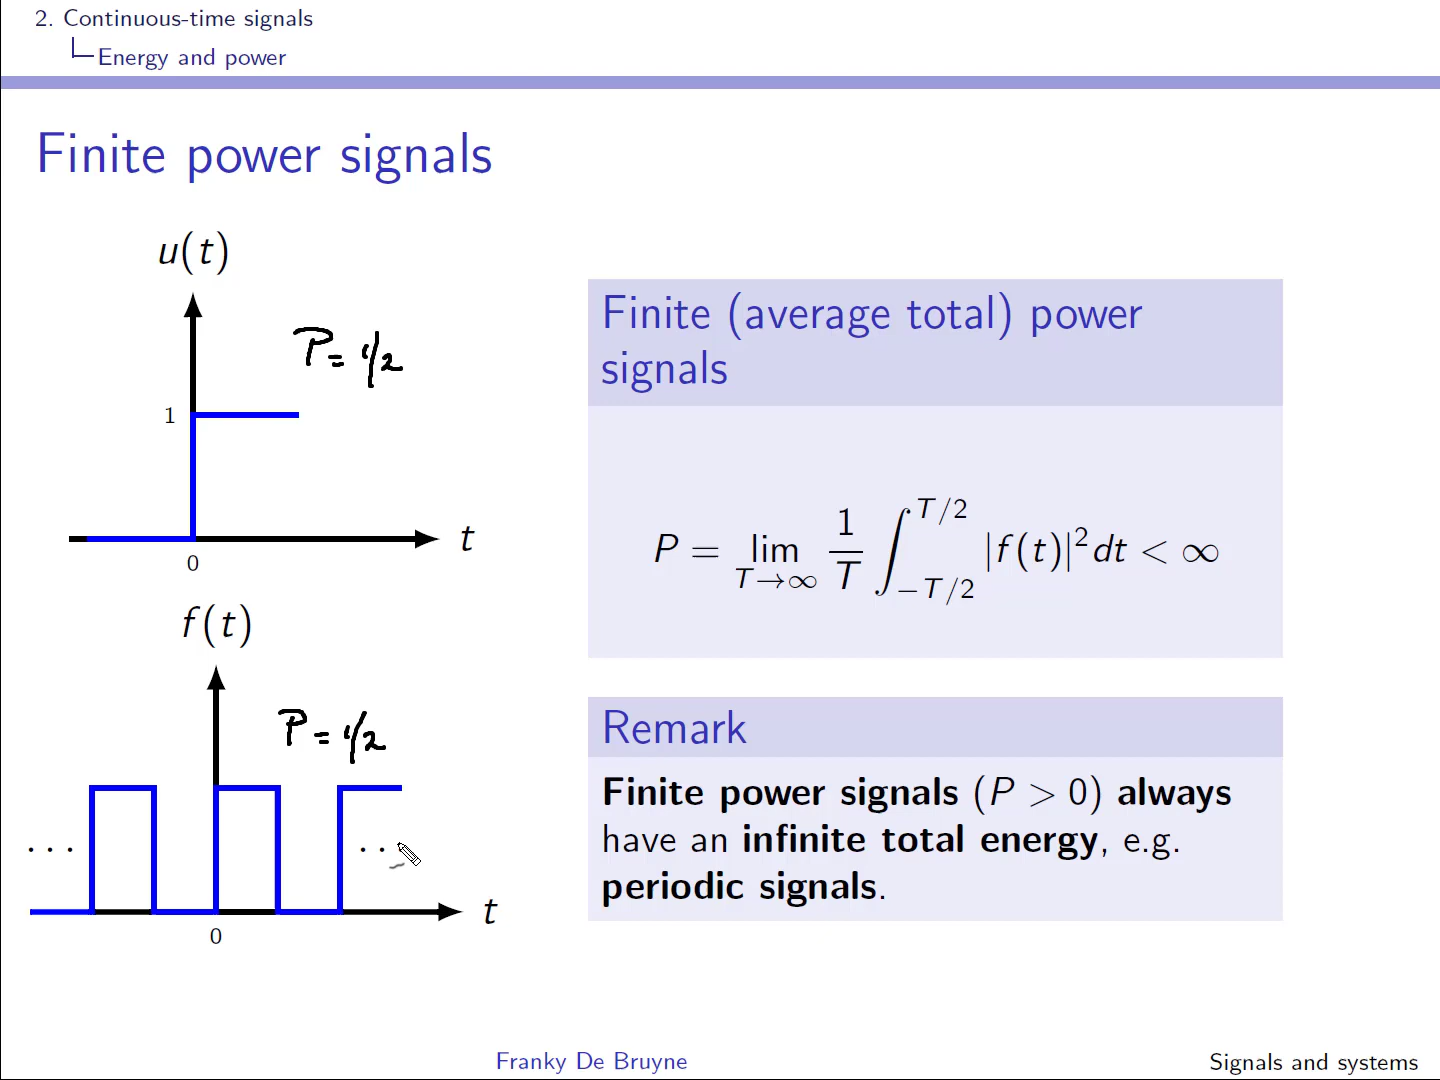 2. Continuous-time signals
Energy and power
Finite power signals
u(t)
P = 1/2
1
t
0
f(t)
P = 1/2
. . .
. . .
t
0
Finite (average total) power
signals
P = lim_{T→∞} 1/T ∫_{−T/2}^{T/2} |f(t)|² dt < ∞
Remark
Finite power signals (P > 0) always
have an infinite total energy, e.g.
periodic signals.
Franky De Bruyne
Signals and systems